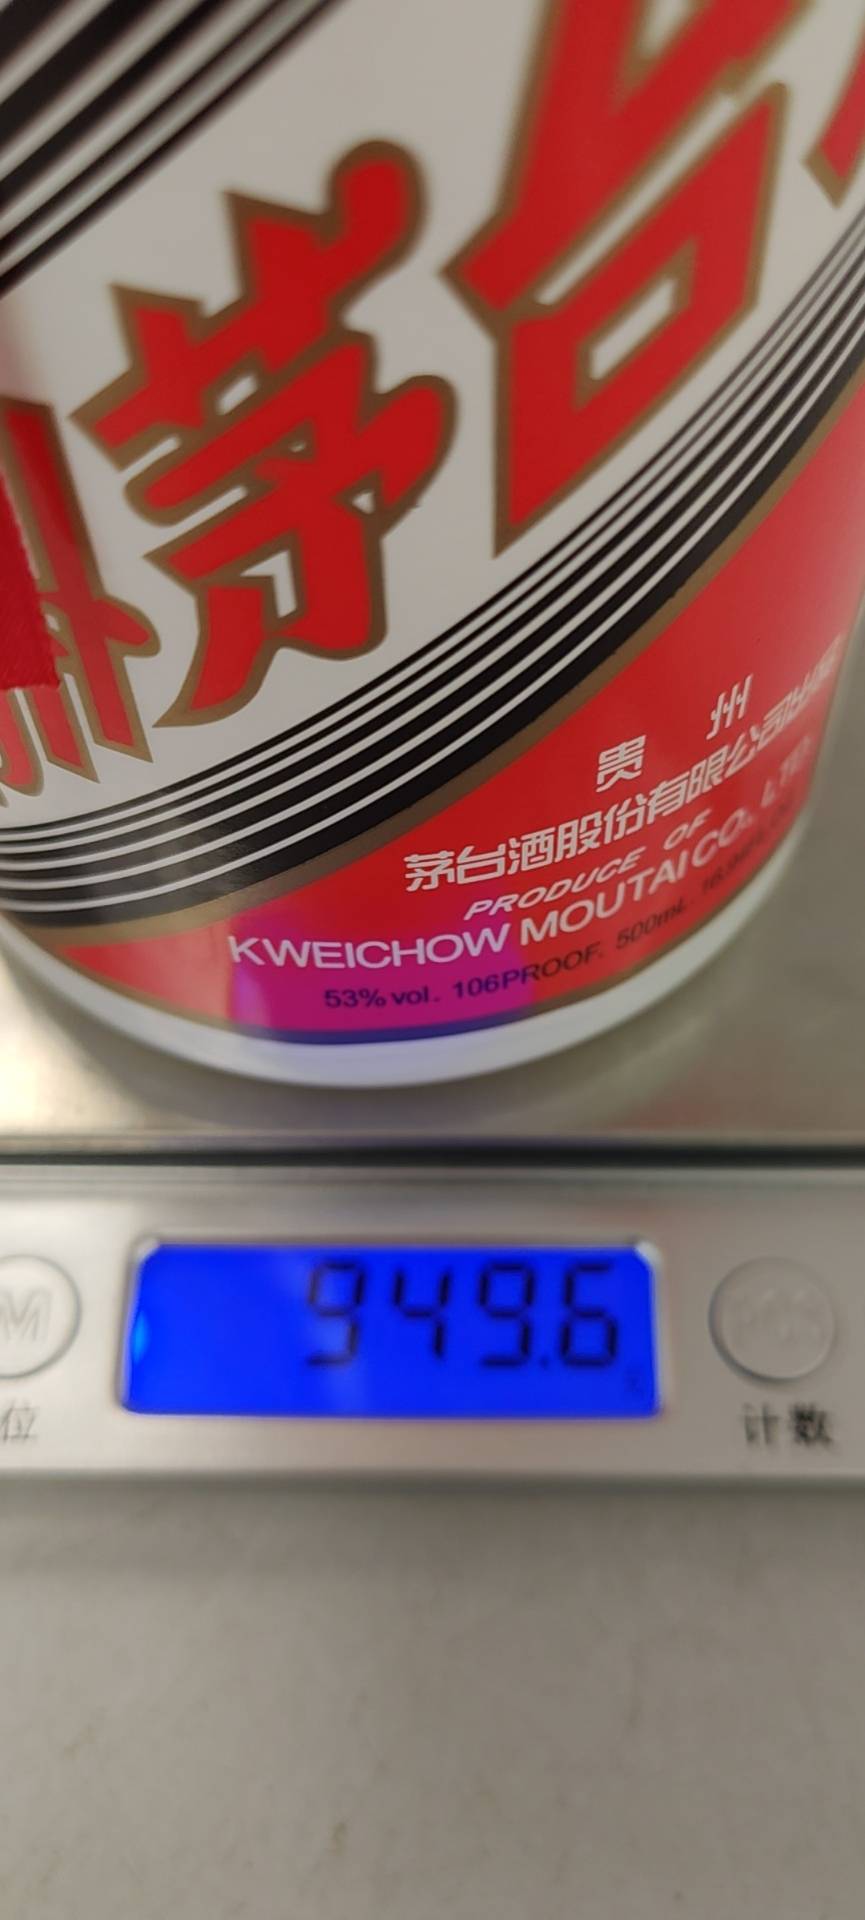 州茅台
贵州
茅台酒股份有限公司出品
PRODUCE OF
KWEICHOW MOUTAI CO., LTD.
53% vol. 106PROOF. 500mL.
949.6
M
位
计数